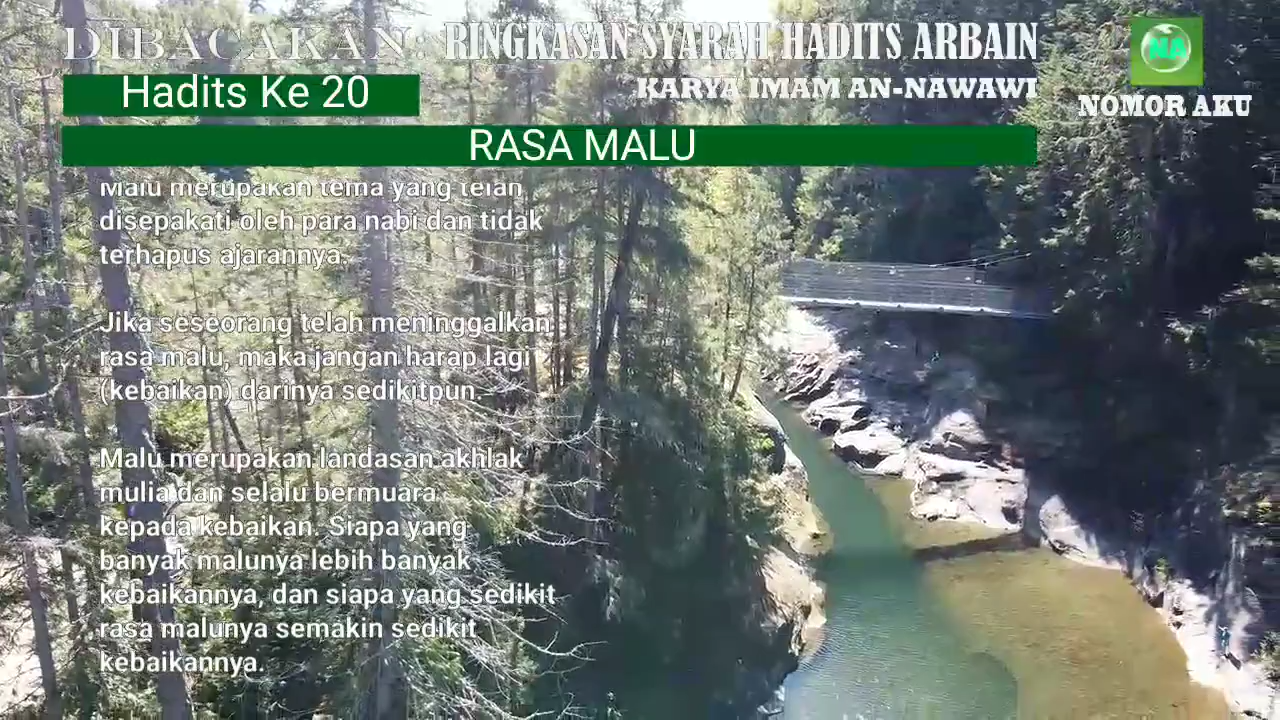 DIBACAKAN: RINGKASAN SYARAH HADITS ARBAIN
KARYA IMAM AN-NAWAWI
NA
NOMOR AKU
Hadits Ke 20
RASA MALU
Malu merupakan tema yang telah
disepakati oleh para nabi dan tidak
terhapus ajarannya.
Jika seseorang telah meninggalkan
rasa malu, maka jangan harap lagi
(kebaikan) darinya sedikitpun.
Malu merupakan landasan akhlak
mulia dan selalu bermuara
kepada kebaikan. Siapa yang
banyak malunya lebih banyak
kebaikannya, dan siapa yang sedikit
rasa malunya semakin sedikit
kebaikannya.